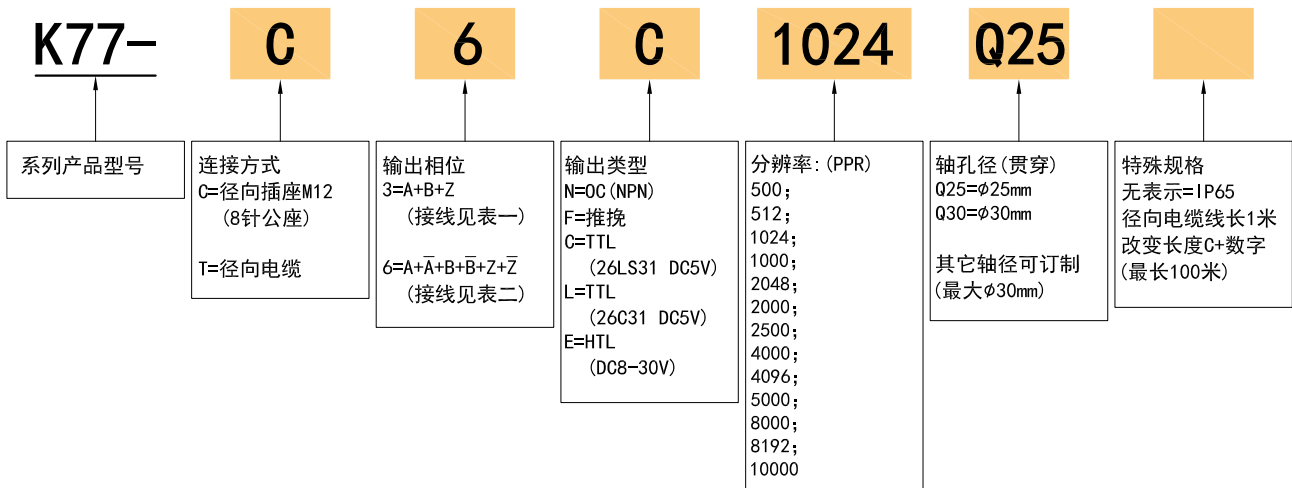 K77-
C
6
C
1024
Q25
系列产品型号
连接方式
C=径向插座M12
(8针公座)
T=径向电缆
输出相位
3=A+B+Z
(接线见表一)
6=A+A̅+B+B̅+Z+Z̅
(接线见表二)
输出类型
N=OC(NPN)
F=推挽
C=TTL
(26LS31 DC5V)
L=TTL
(26C31 DC5V)
E=HTL
(DC8-30V)
分辨率:(PPR)
500;
512;
1024;
1000;
2048;
2000;
2500;
4000;
4096;
5000;
8000;
8192;
10000
轴孔径(贯穿)
Q25=φ25mm
Q30=φ30mm
其它轴径可订制
(最大φ30mm)
特殊规格
无表示=IP65
径向电缆线长1米
改变长度C+数字
(最长100米)